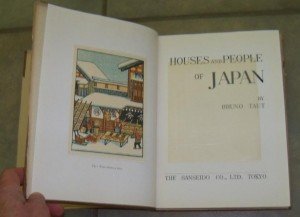 HOUSES AND PEOPLE
OF JAPAN
BY
BRUNO TAUT
THE SANSEIDO CO., LTD. TOKYO